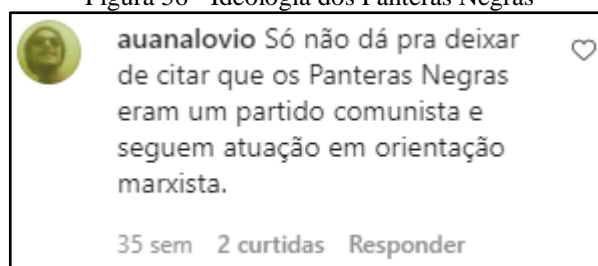 Figura 36 - Ideologia dos Panteras Negras
auanalovio Só não dá pra deixar
de citar que os Panteras Negras
eram um partido comunista e
seguem atuação em orientação
marxista.
35 sem 2 curtidas Responder